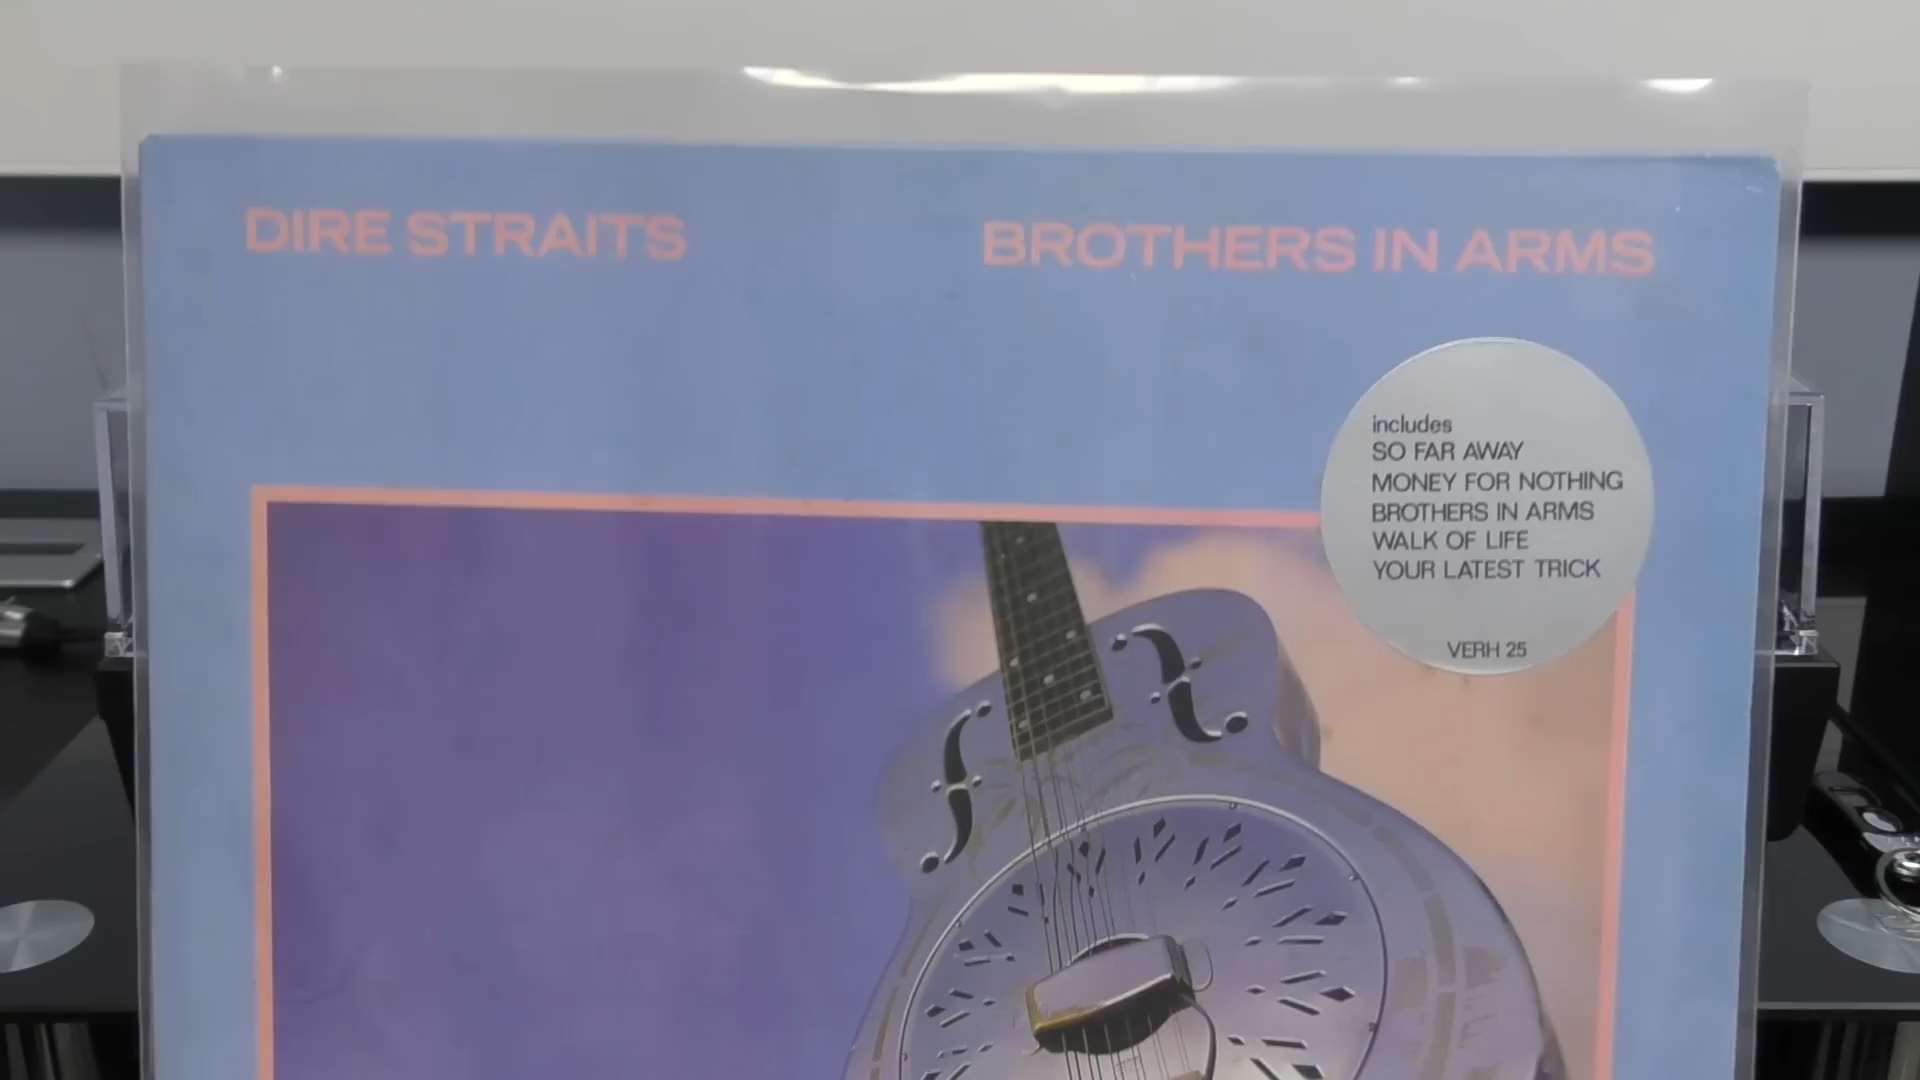 DIRE STRAITS
BROTHERS IN ARMS
includes
SO FAR AWAY
MONEY FOR NOTHING
BROTHERS IN ARMS
WALK OF LIFE
YOUR LATEST TRICK
VERH 25